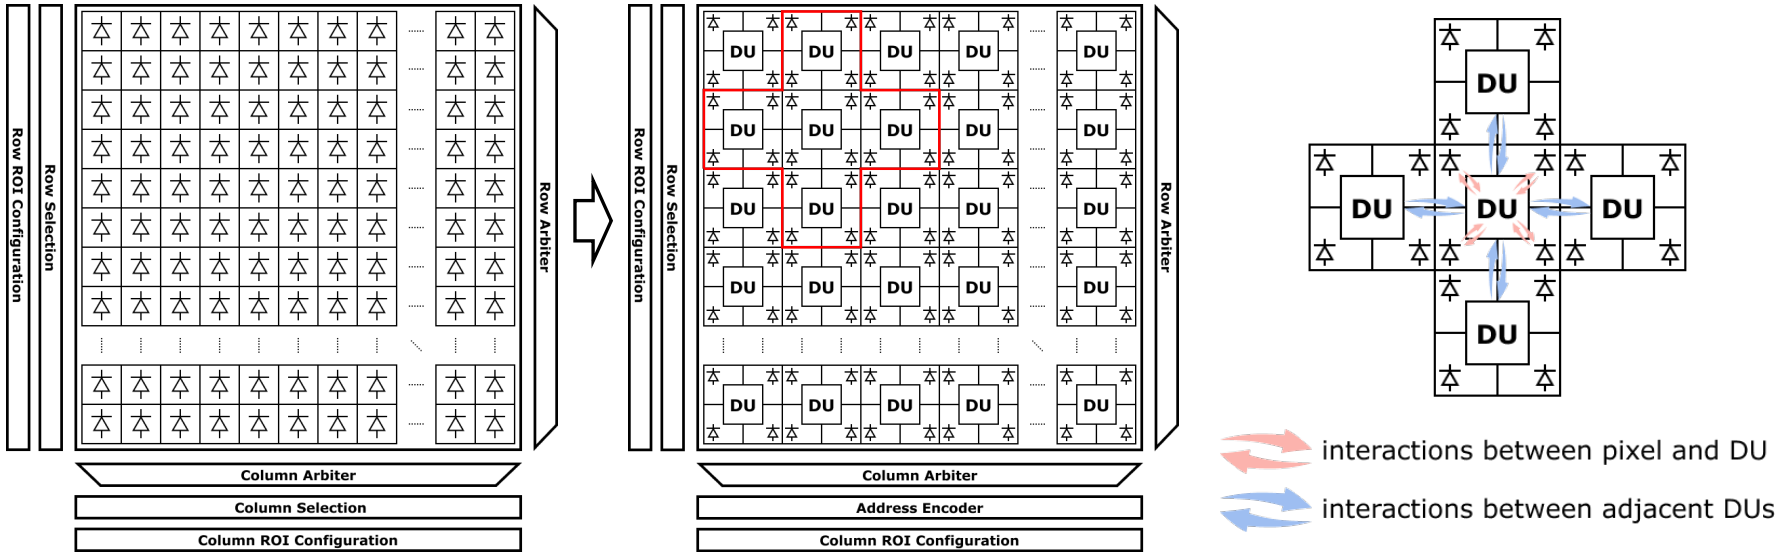 Row ROI Configuration
Row Selection
Row Arbiter
Column Arbiter
Column Selection
Column ROI Configuration
Row ROI Configuration
Row Selection
DU DU DU DU DU
DU DU DU DU DU
DU DU DU DU DU
DU DU DU DU DU
DU DU DU DU DU
Row Arbiter
Column Arbiter
Address Encoder
Column ROI Configuration
DU
DU DU DU
DU
interactions between pixel and DU
interactions between adjacent DUs